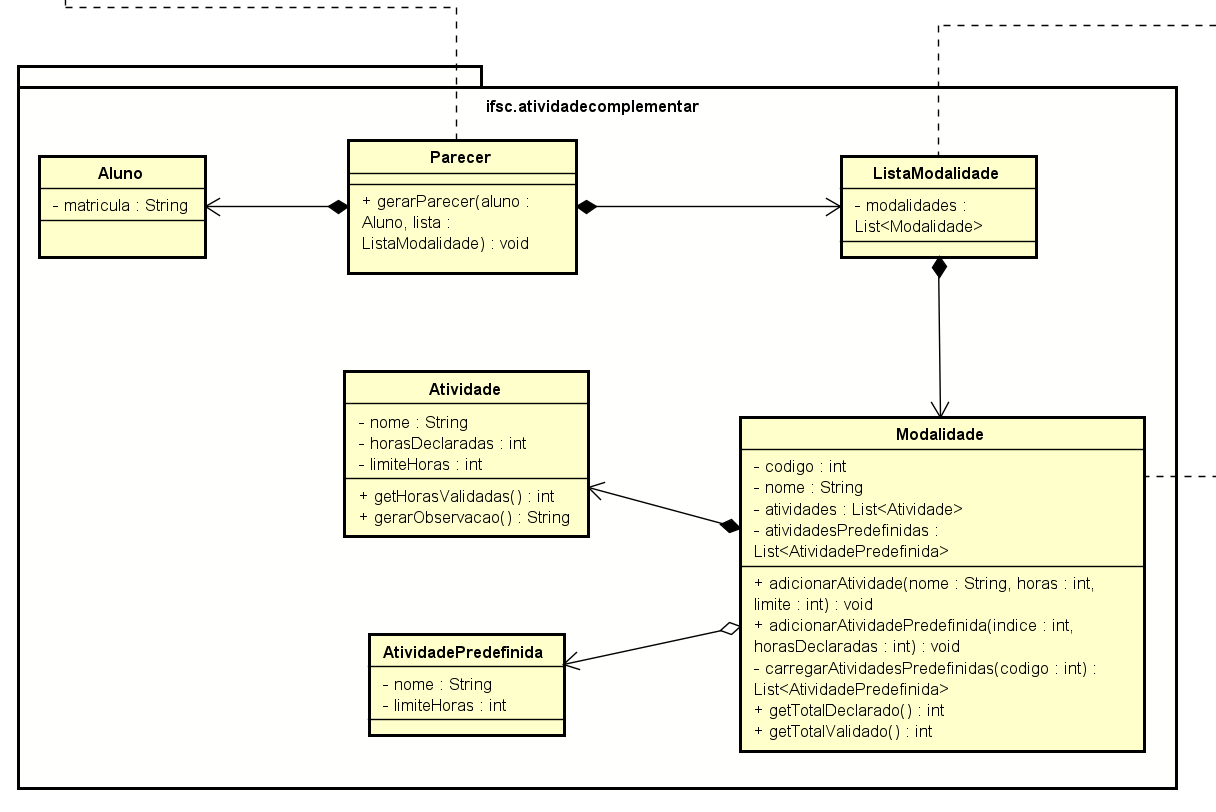 ifsc.atividadecomplementar
Aluno
- matricula : String
Parecer
+ gerarParecer(aluno :
Aluno, lista :
ListaModalidade) : void
ListaModalidade
- modalidades :
List<Modalidade>
Atividade
- nome : String
- horasDeclaradas : int
- limiteHoras : int
+ getHorasValidadas() : int
+ gerarObservacao() : String
Modalidade
- codigo : int
- nome : String
- atividades : List<Atividade>
- atividadesPredefinidas :
List<AtividadePredefinida>
+ adicionarAtividade(nome : String, horas : int,
limite : int) : void
+ adicionarAtividadePredefinida(indice : int,
horasDeclaradas : int) : void
- carregarAtividadesPredefinidas(codigo : int) :
List<AtividadePredefinida>
+ getTotalDeclarado() : int
+ getTotalValidado() : int
AtividadePredefinida
- nome : String
- limiteHoras : int